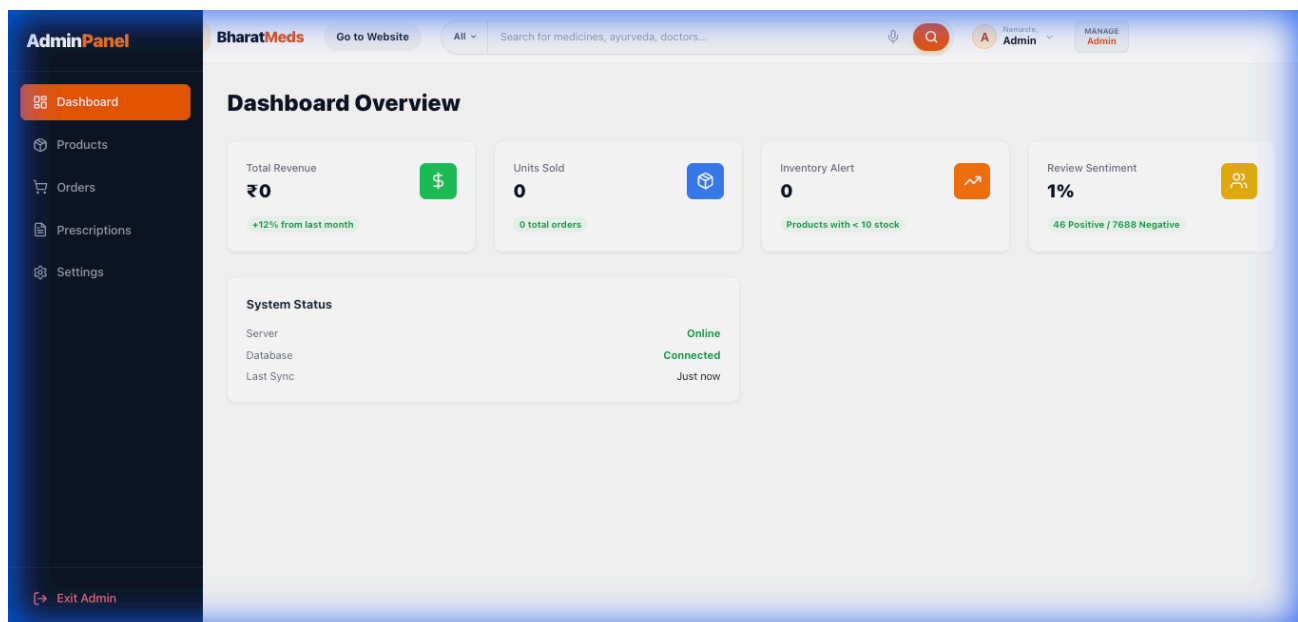 AdminPanel
Dashboard
Products
Orders
Prescriptions
Settings
Exit Admin
BharatMeds
Go to Website
All
Search for medicines, ayurveda, doctors...
A
Namaste,
Admin
MANAGE
Admin
Dashboard Overview
Total Revenue
₹0
$
+12% from last month
Units Sold
0
0 total orders
Inventory Alert
0
Products with < 10 stock
Review Sentiment
1%
46 Positive / 7688 Negative
System Status
Server Online
Database Connected
Last Sync Just now